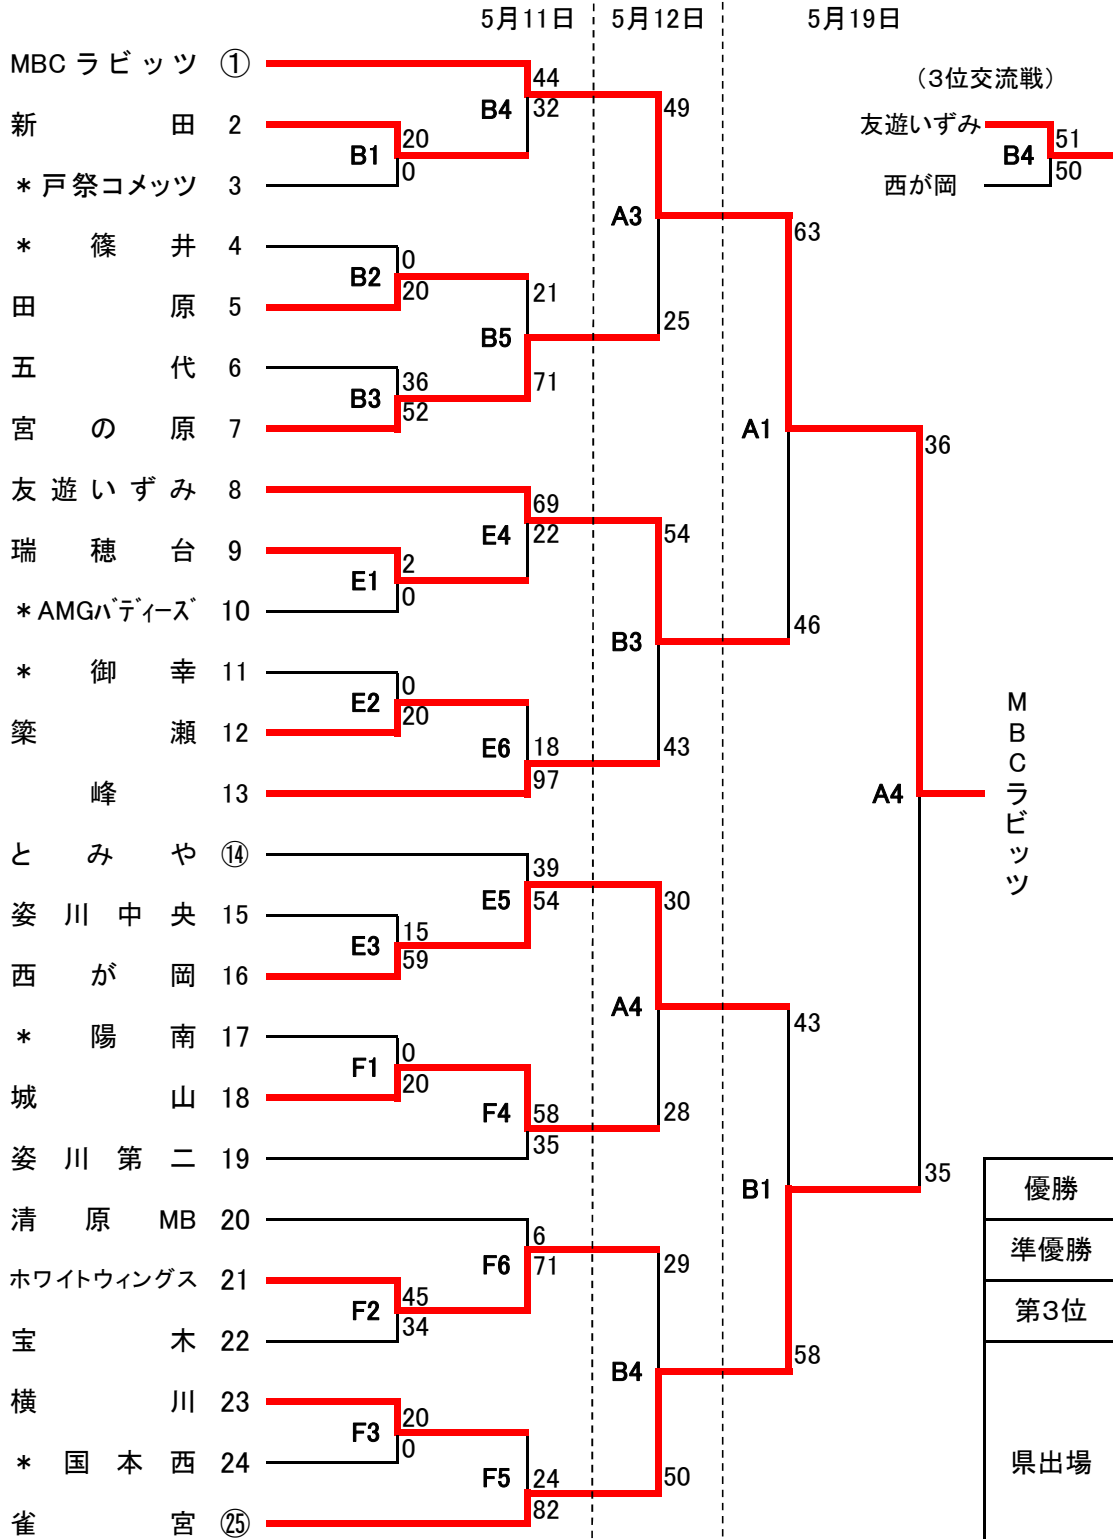 5月11日 5月12日 5月19日
(3位交流戦)
MBCラビッツ ①
44
B4
32
49
友遊いずみ
51
B4
50
西が岡
新田 2
20
B1
0
*戸祭コメッツ 3
A3
63
*篠井 4
0
B2
20
田原 5
21
B5
71
25
五代 6
36
B3
52
宮の原 7
A1
36
友遊いずみ 8
69
E4
22
54
瑞穂台 9
2
E1
0
*AMGバディーズ 10
B3
46
*御幸 11
0
E2
20
簗瀬 12
18
E6
97
43
峰 13
A4
MBCラビッツ
とみや ⑭
39
E5
54
30
姿川中央 15
15
E3
59
西が岡 16
A4
43
*陽南 17
0
F1
20
城山 18
58
F4
35
28
姿川第二 19
B1
35
清原MB 20
6
F6
71
29
ホワイトウィングス 21
45
F2
34
宝木 22
B4
58
横川 23
20
F3
0
*国本西 24
24
F5
82
50
雀宮 ㉕
優勝
準優勝
第3位
県出場